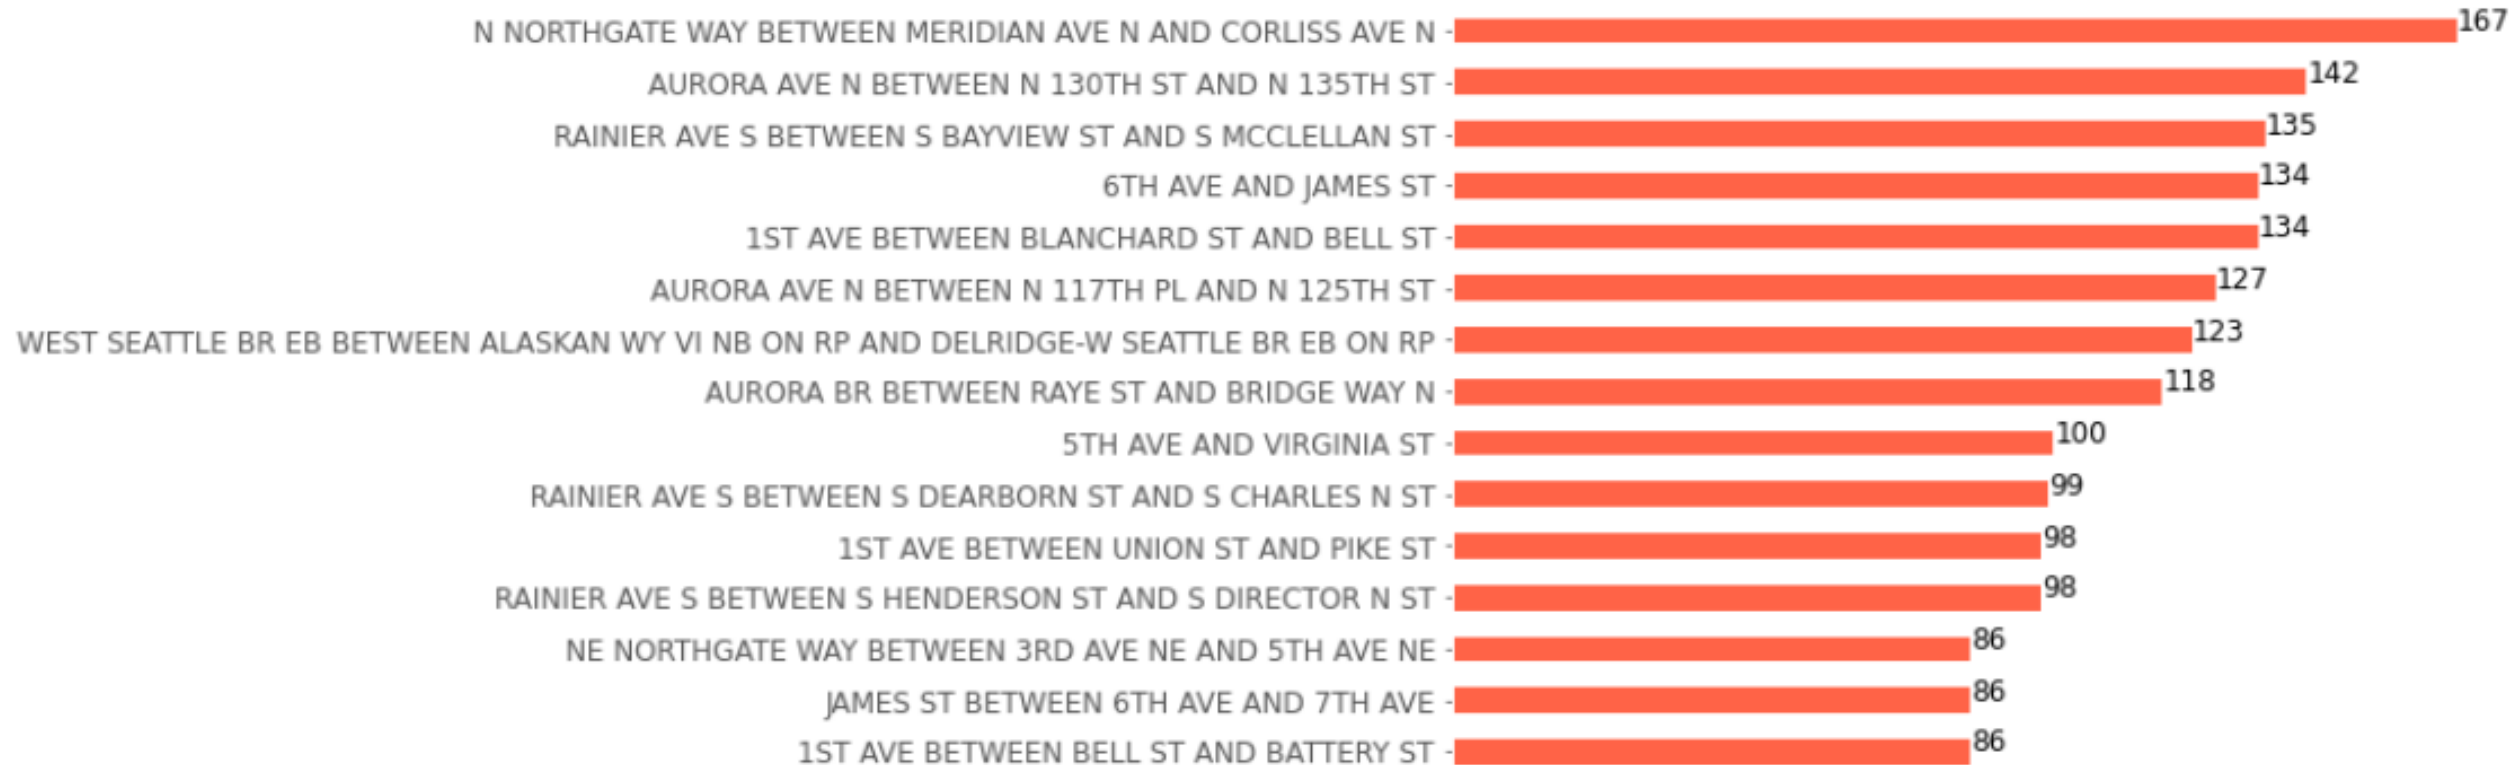 N NORTHGATE WAY BETWEEN MERIDIAN AVE N AND CORLISS AVE N 167
AURORA AVE N BETWEEN N 130TH ST AND N 135TH ST 142
RAINIER AVE S BETWEEN S BAYVIEW ST AND S MCCLELLAN ST 135
6TH AVE AND JAMES ST 134
1ST AVE BETWEEN BLANCHARD ST AND BELL ST 134
AURORA AVE N BETWEEN N 117TH PL AND N 125TH ST 127
WEST SEATTLE BR EB BETWEEN ALASKAN WY VI NB ON RP AND DELRIDGE-W SEATTLE BR EB ON RP 123
AURORA BR BETWEEN RAYE ST AND BRIDGE WAY N 118
5TH AVE AND VIRGINIA ST 100
RAINIER AVE S BETWEEN S DEARBORN ST AND S CHARLES N ST 99
1ST AVE BETWEEN UNION ST AND PIKE ST 98
RAINIER AVE S BETWEEN S HENDERSON ST AND S DIRECTOR N ST 98
NE NORTHGATE WAY BETWEEN 3RD AVE NE AND 5TH AVE NE 86
JAMES ST BETWEEN 6TH AVE AND 7TH AVE 86
1ST AVE BETWEEN BELL ST AND BATTERY ST 86